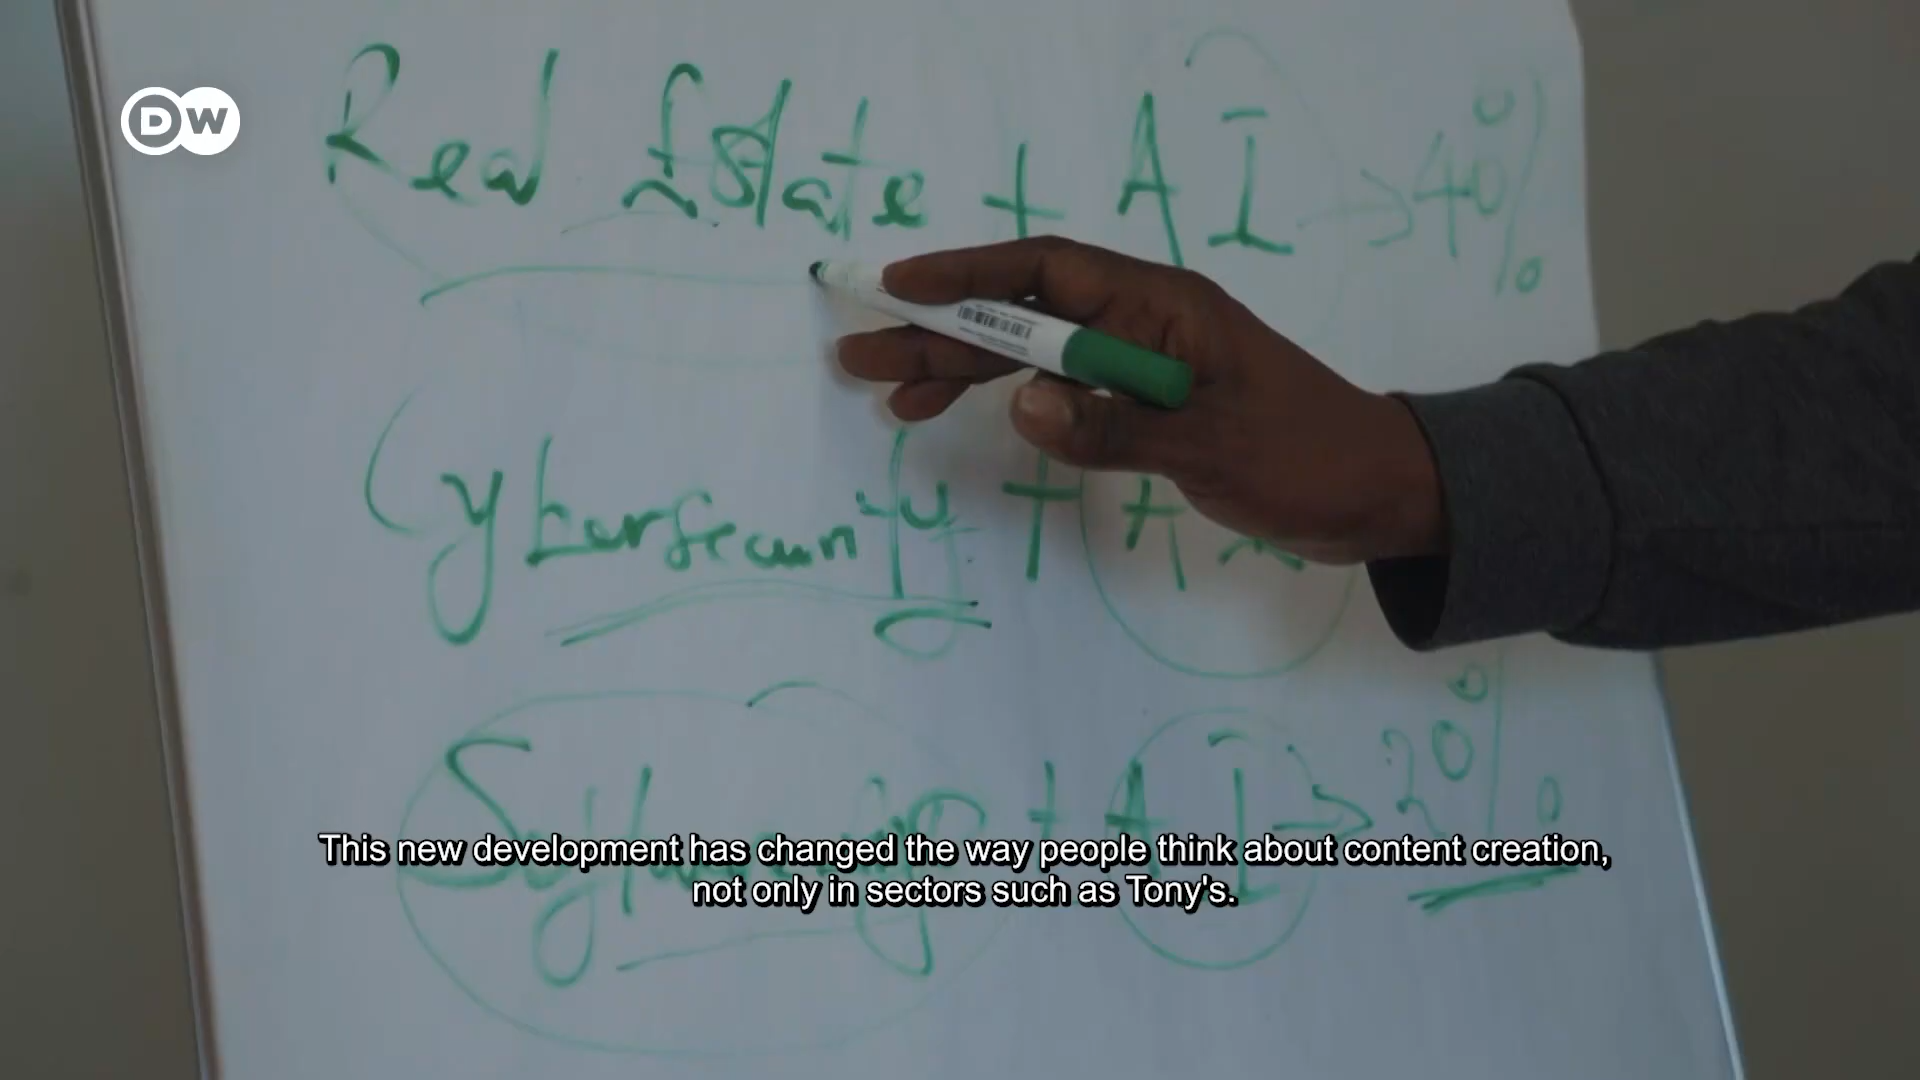 DW
Real Estate + AI → 40%
Cybersecurity + AI
+ AI → 20%
This new development has changed the way people think about content creation,
not only in sectors such as Tony's.